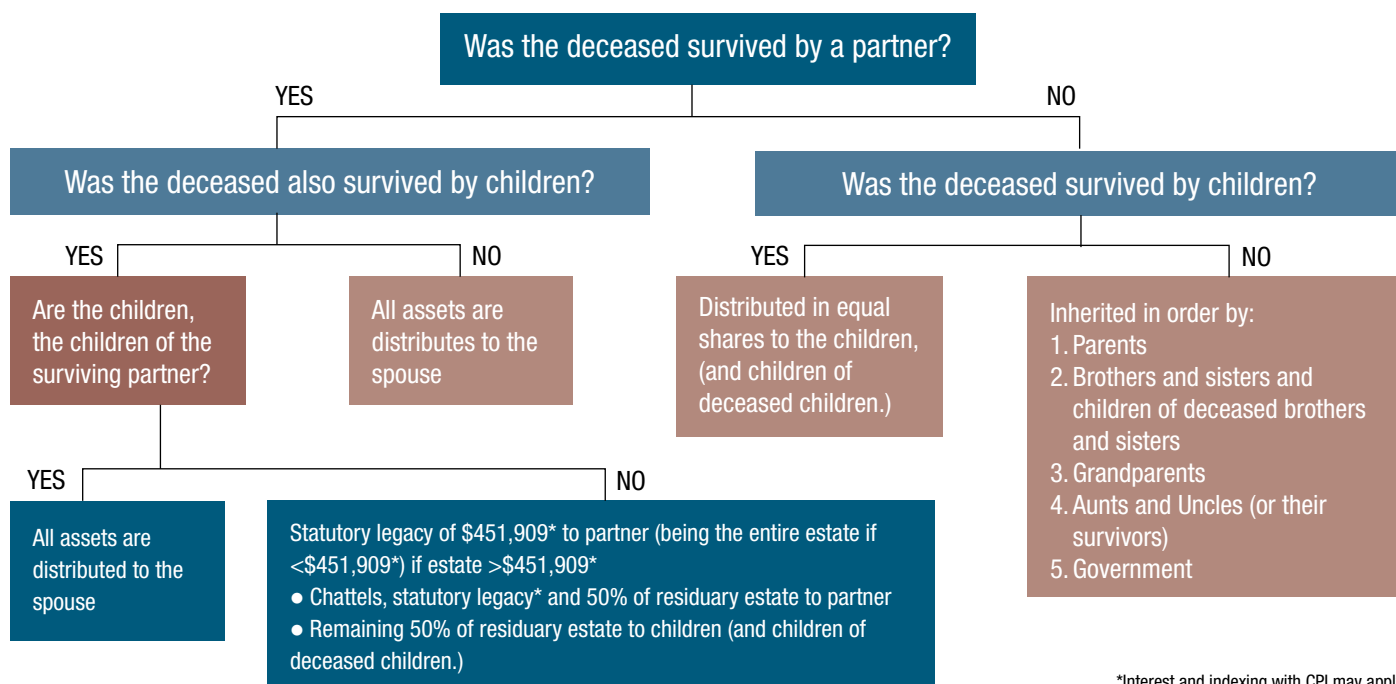 Was the deceased survived by a partner?
YES
NO
Was the deceased also survived by children?
Was the deceased survived by children?
YES
NO
YES
NO
Are the children,
the children of the
surviving partner?
All assets are
distributes to the
spouse
Distributed in equal
shares to the children,
(and children of
deceased children.)
Inherited in order by:
1. Parents
2. Brothers and sisters and
children of deceased brothers
and sisters
3. Grandparents
4. Aunts and Uncles (or their
survivors)
5. Government
YES
NO
All assets are
distributed to the
spouse
Statutory legacy of $451,909* to partner (being the entire estate if
<$451,909*) if estate >$451,909*
● Chattels, statutory legacy* and 50% of residuary estate to partner
● Remaining 50% of residuary estate to children (and children of
deceased children.)
*Interest and indexing with CPI may appl